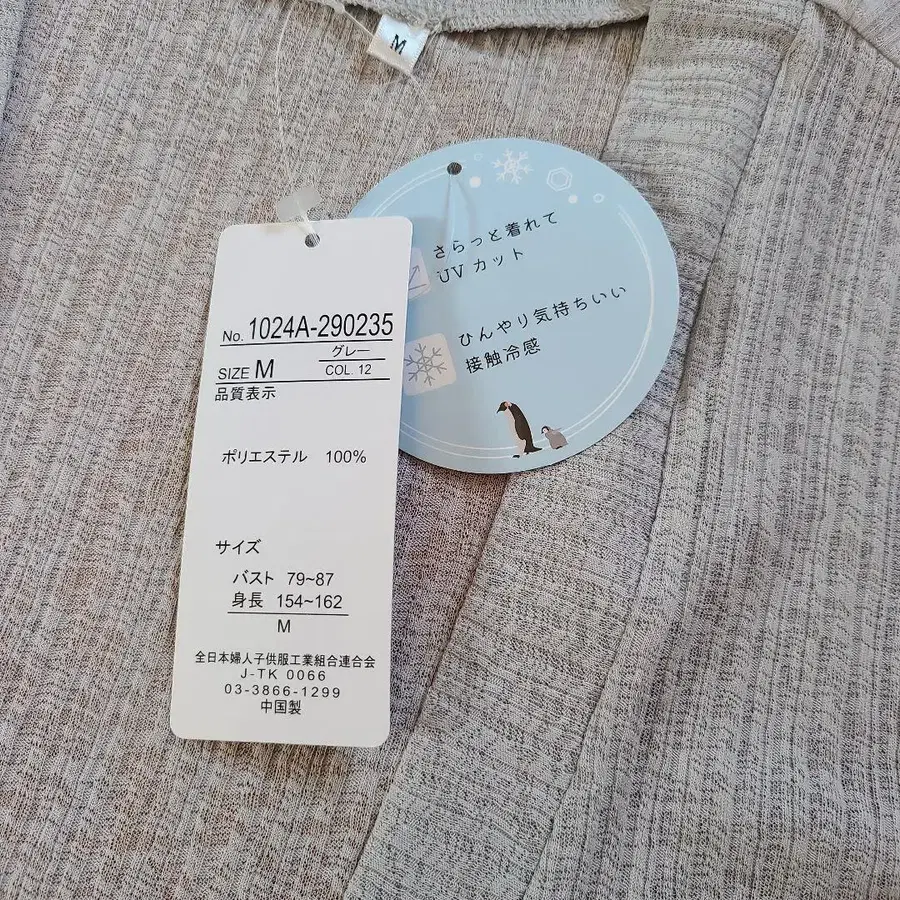 M
さらっと着れて
UVカット
ひんやり気持ちいい
接触冷感
No. 1024A-290235
SIZE M グレー
COL. 12
品質表示
ポリエステル 100%
サイズ
バスト 79~87
身長 154~162
M
全日本婦人子供服工業組合連合会
J-TK 0066
03-3866-1299
中国製